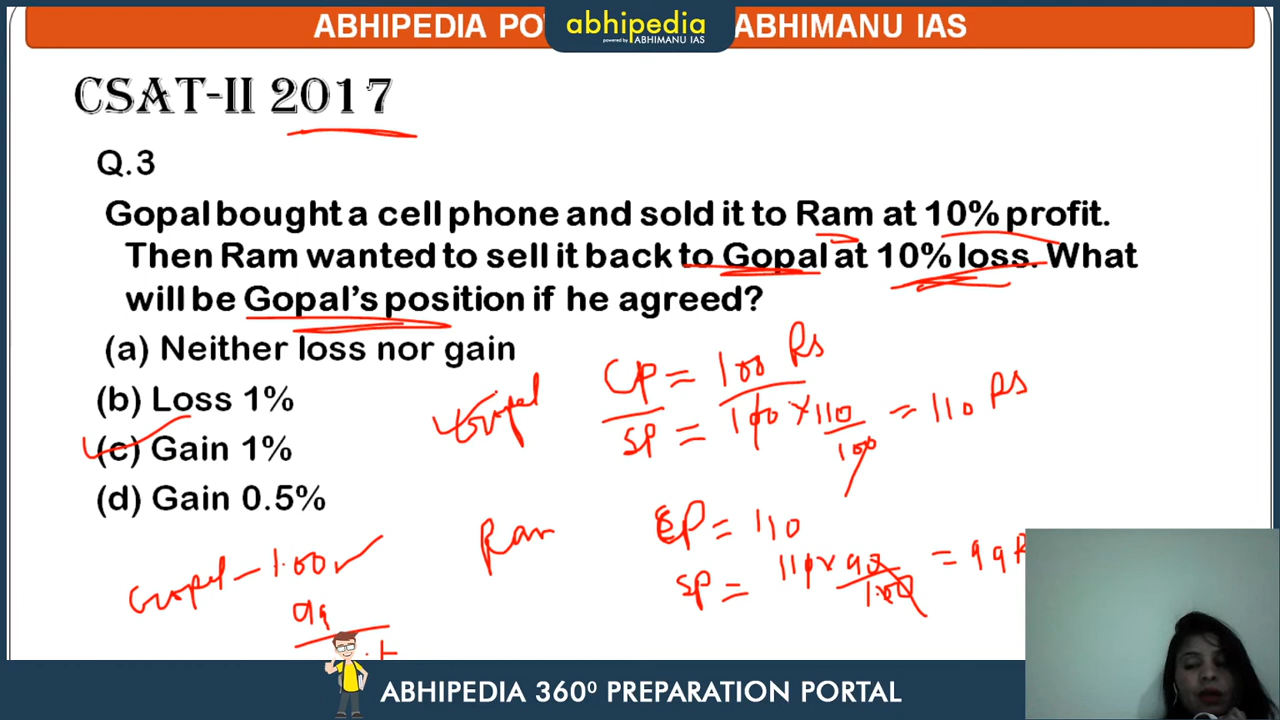 ABHIPEDIA PO
abhipedia
powered by ABHIMANU IAS
ABHIMANU IAS
CSAT-II 2017
Q.3
Gopal bought a cell phone and sold it to Ram at 10% profit.
Then Ram wanted to sell it back to Gopal at 10% loss. What
will be Gopal's position if he agreed?
(a) Neither loss nor gain
(b) Loss 1%
(c) Gain 1%
(d) Gain 0.5%
Gopal
CP = 100 Rs
SP = 100 × 110 / 100 = 110 Rs
Ram
CP = 110
SP = 110 × 90 / 100 = 99 R
Gopal - 100
99
ABHIPEDIA 360⁰ PREPARATION PORTAL